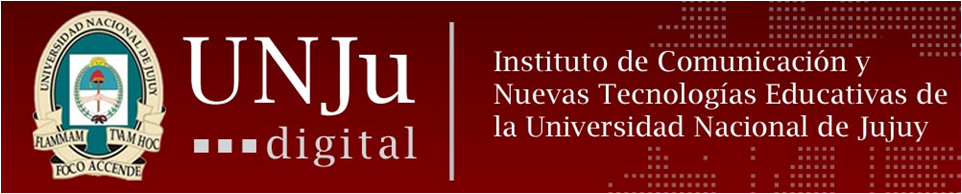 UNIVERSIDAD NACIONAL DE JUJUY
FLAMMAM TVAM HOC
FOCO ACCENDE
UNJu
digital
Instituto de Comunicación y
Nuevas Tecnologías Educativas de
la Universidad Nacional de Jujuy